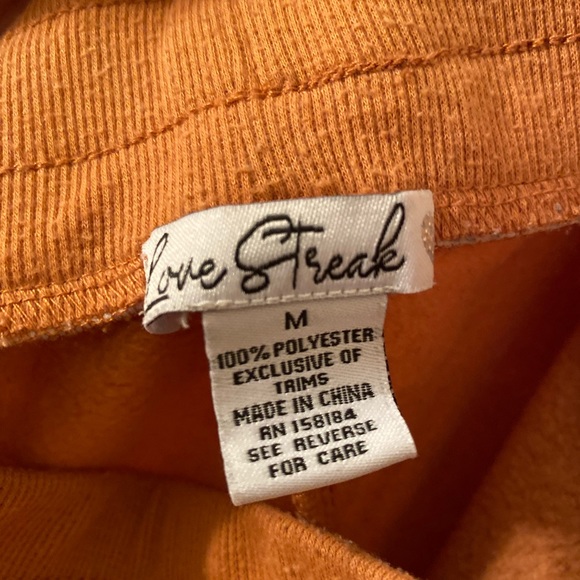 Love Streak
M
100% POLYESTER
EXCLUSIVE OF
TRIMS
MADE IN CHINA
RN 158184
SEE REVERSE
FOR CARE